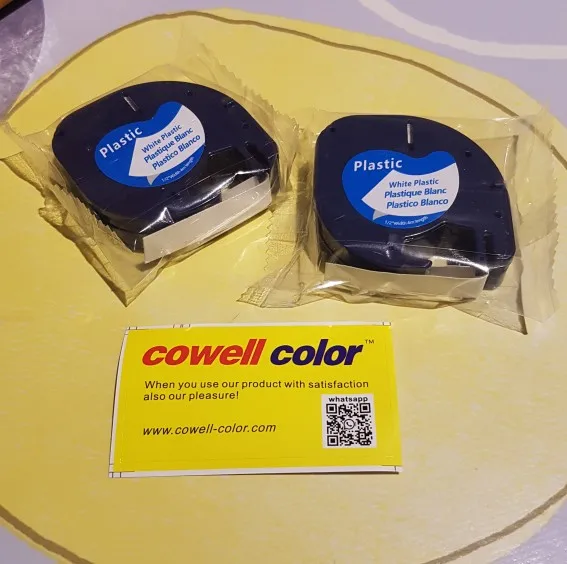 Plastic
White Plastic
Plastique Blanc
Plastico Blanco
Plastic
White Plastic
Plastique Blanc
Plastico Blanco
cowell color™
When you use our product with satisfaction
also our pleasure!
whatsapp
www.cowell-color.com